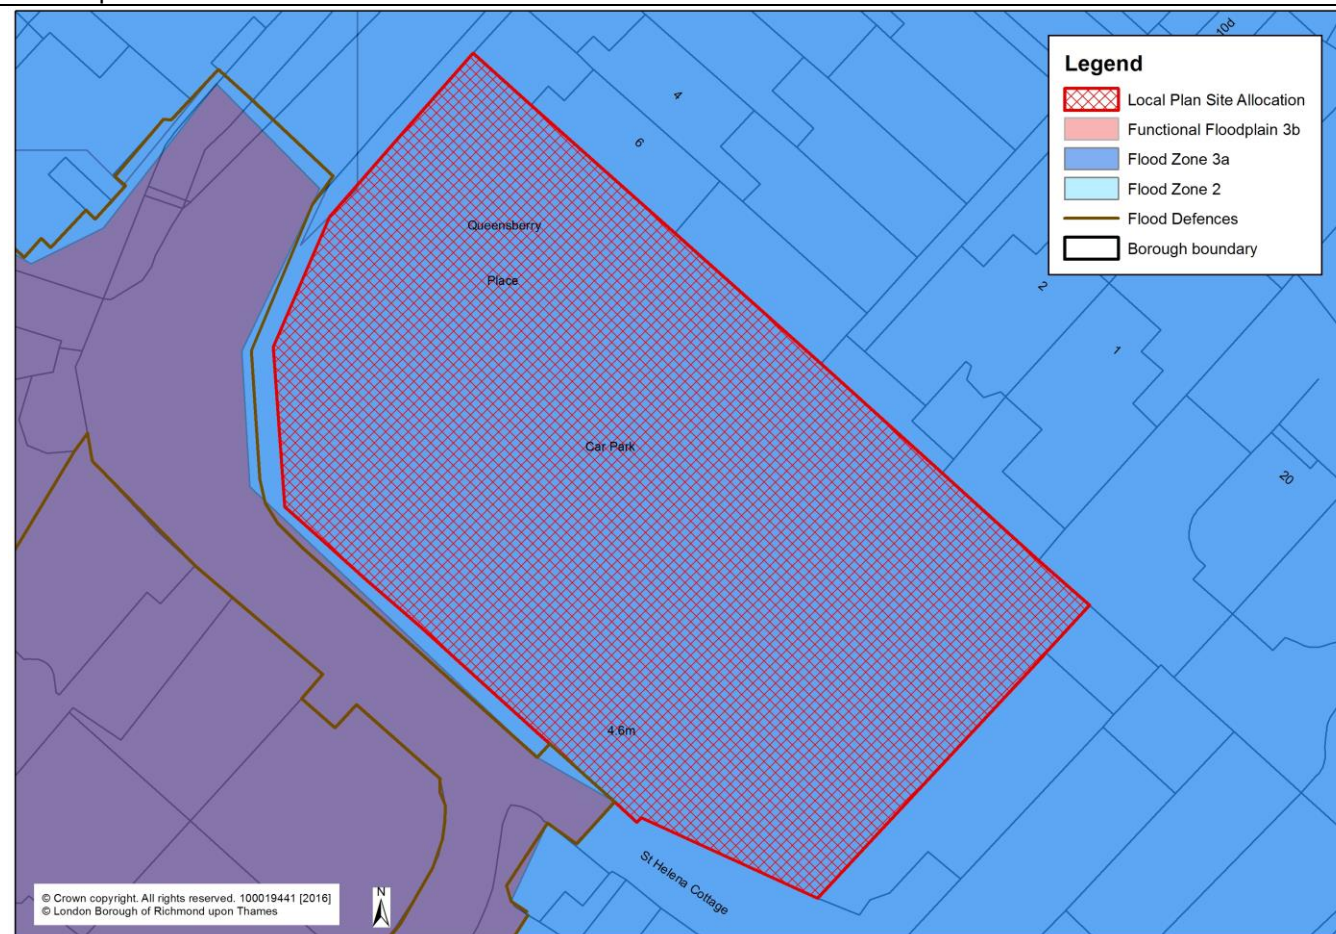 10d
4
6
Queensberry
Place
2
1
20
Car Park
4.6m
St Helena Cottage
Legend
Local Plan Site Allocation
Functional Floodplain 3b
Flood Zone 3a
Flood Zone 2
Flood Defences
Borough boundary
© Crown copyright. All rights reserved. 100019441 [2016]
© London Borough of Richmond upon Thames
N